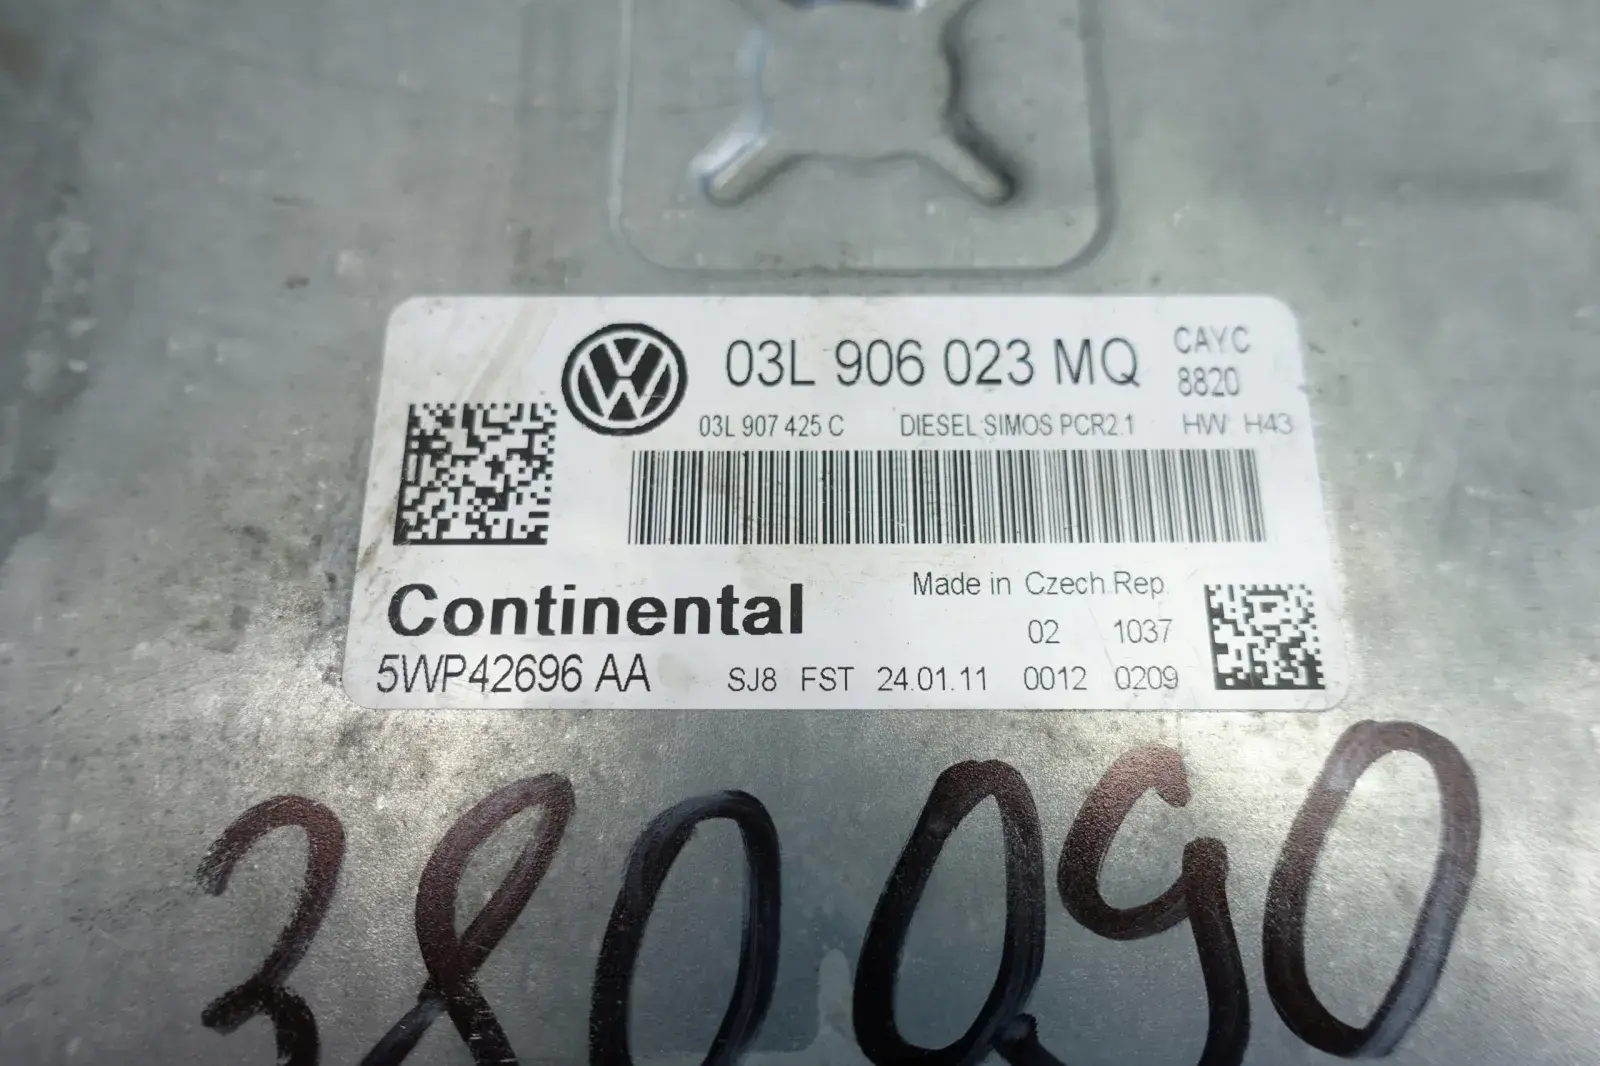 03L 906 023 MQ CAYC
8820
03L 907 425 C DIESEL SIMOS PCR2.1 HW H43
Continental
Made in Czech Rep.
02 1037
5WP42696 AA SJ8 FST 24.01.11 0012 0209
380090